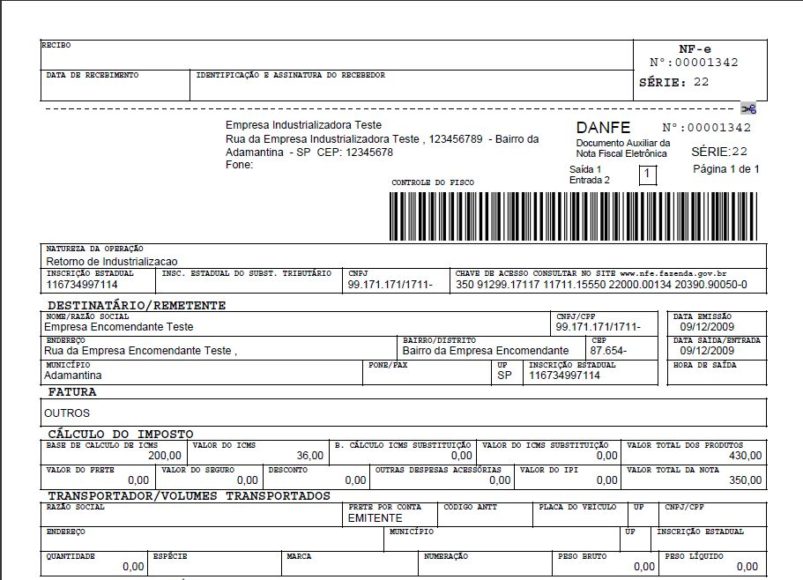 RECIBO
NF-e
Nº:00001342
SÉRIE: 22
DATA DE RECEBIMENTO IDENTIFICAÇÃO E ASSINATURA DO RECEBEDOR
Empresa Industrializadora Teste
Rua da Empresa Industrializadora Teste , 123456789 - Bairro da
Adamantina - SP CEP: 12345678
Fone:
DANFE Nº:00001342
Documento Auxiliar da
Nota Fiscal Eletrônica
SÉRIE:22
Saída 1
Entrada 2
1
Página 1 de 1
CONTROLE DO FISCO
NATUREZA DA OPERAÇÃO
Retorno de Industrializacao
INSCRIÇÃO ESTADUAL INSC. ESTADUAL DO SUBST. TRIBUTÁRIO CNPJ CHAVE DE ACESSO CONSULTAR NO SITE www.nfe.fazenda.gov.br
116734997114 99.171.171/1711- 350 91299.17117 11711.15550 22000.00134 20390.90050-0
DESTINATÁRIO/REMETENTE
NOME/RAZÃO SOCIAL CNPJ/CPF DATA EMISSÃO
Empresa Encomendante Teste 99.171.171/1711- 09/12/2009
ENDEREÇO BAIRRO/DISTRITO CEP DATA SAIDA/ENTRADA
Rua da Empresa Encomendante Teste , Bairro da Empresa Encomendante 87.654- 09/12/2009
MUNICÍPIO FONE/FAX UF INSCRIÇÃO ESTADUAL HORA DE SAÍDA
Adamantina SP 116734997114
FATURA
OUTROS
CÁLCULO DO IMPOSTO
BASE DE CALCULO DE ICMS VALOR DO ICMS B. CÁLCULO ICMS SUBSTITUIÇÃO VALOR DO ICMS SUBSTITUIÇÃO VALOR TOTAL DOS PRODUTOS
200,00 36,00 0,00 0,00 430,00
VALOR DO FRETE VALOR DO SEGURO DESCONTO OUTRAS DESPESAS ACESSÓRIAS VALOR DO IPI VALOR TOTAL DA NOTA
0,00 0,00 0,00 0,00 0,00 350,00
TRANSPORTADOR/VOLUMES TRANSPORTADOS
RAZÃO SOCIAL FRETE POR CONTA CÓDIGO ANTT PLACA DO VEÍCULO UF CNPJ/CPF
EMITENTE
ENDEREÇO MUNICÍPIO UF INSCRIÇÃO ESTADUAL
QUANTIDADE ESPÉCIE MARCA NUMERAÇÃO PESO BRUTO PESO LÍQUIDO
0,00 0,00 0,00